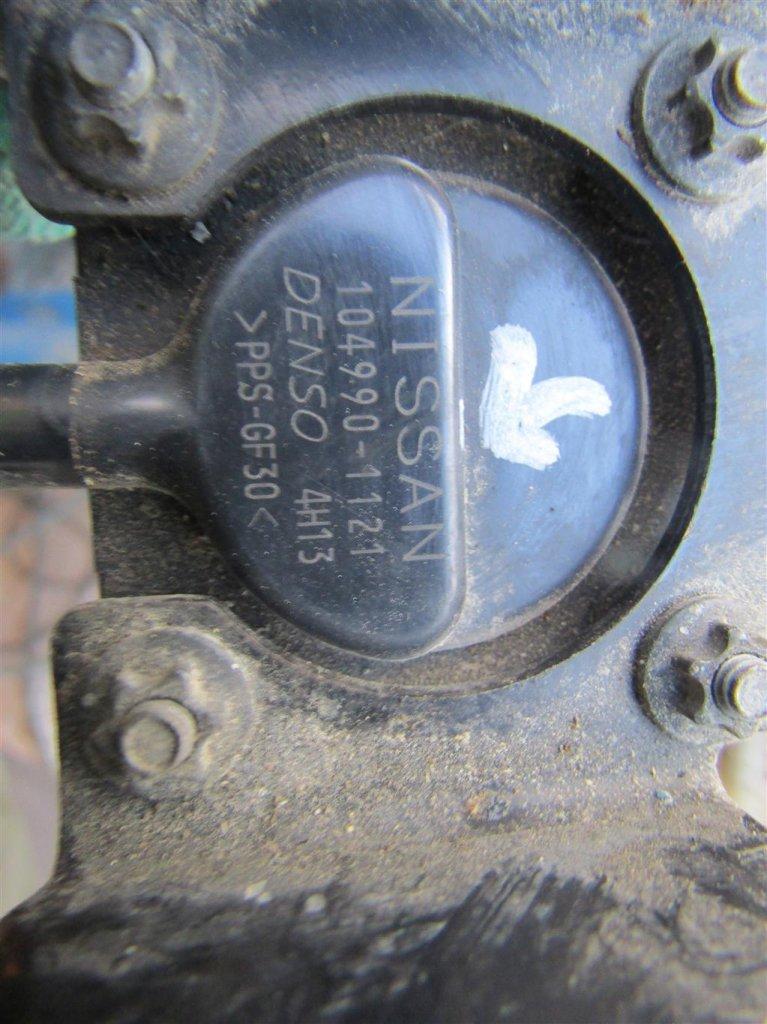 NISSAN
104990-1121
DENSO 4H13
>PPS-GF30<